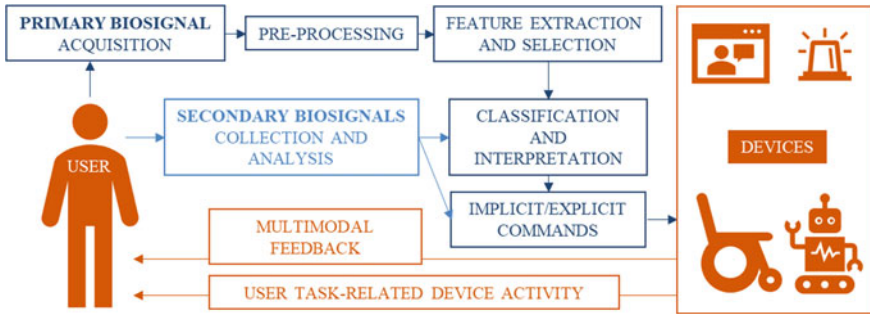 PRIMARY BIOSIGNAL
ACQUISITION
PRE-PROCESSING
FEATURE EXTRACTION
AND SELECTION
USER
SECONDARY BIOSIGNALS
COLLECTION AND
ANALYSIS
CLASSIFICATION
AND
INTERPRETATION
DEVICES
IMPLICIT/EXPLICIT
COMMANDS
MULTIMODAL
FEEDBACK
USER TASK-RELATED DEVICE ACTIVITY